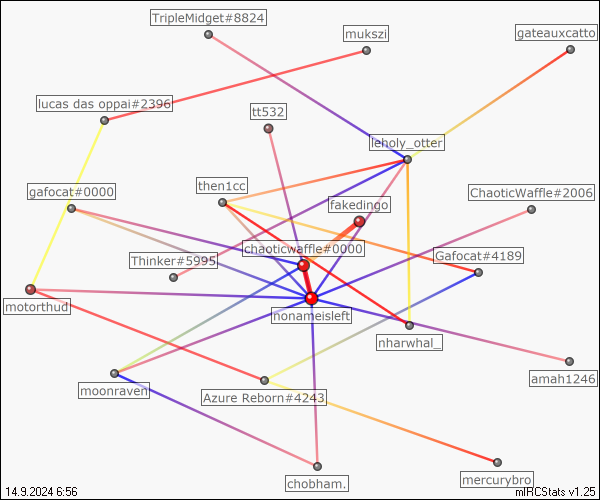 TripleMidget#8824
mukszi
gateauxcatto
lucas das oppai#2396
tt532
leholy_otter
gafocat#0000
then1cc
fakedingo
ChaoticWaffle#2006
chaoticwaffle#0000
Thinker#5995
Gafocat#4189
motorthud
nonameisleft
nharwhal_
moonraven
Azure Reborn#4243
amah1246
chobham.
mercurybro
14.9.2024 6:56
mIRCStats v1.25